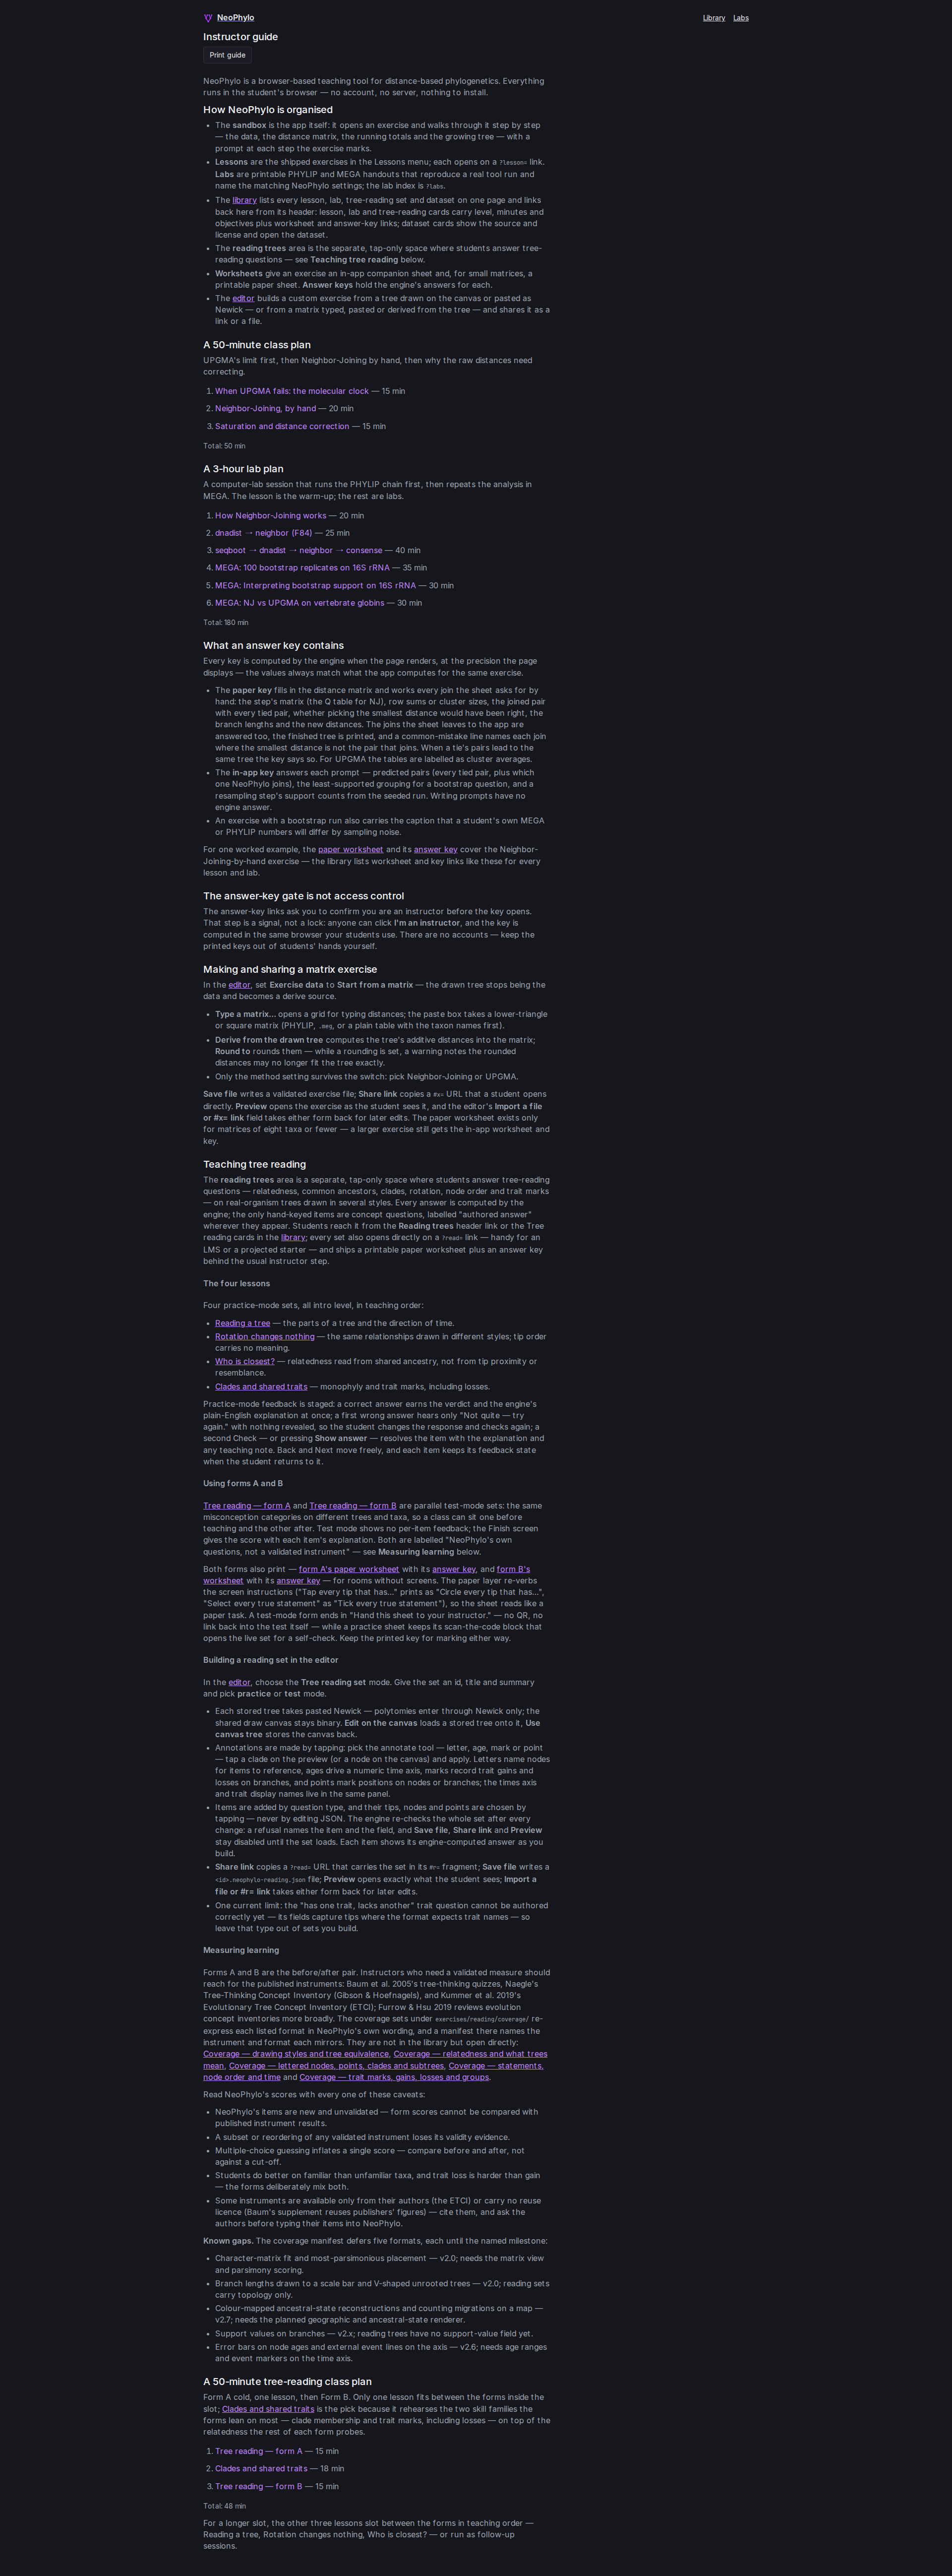 NeoPhylo
Library Labs
Instructor guide
Print guide
NeoPhylo is a browser-based teaching tool for distance-based phylogenetics. Everything
runs in the student's browser — no account, no server, nothing to install.
How NeoPhylo is organised
• The sandbox is the app itself: it opens an exercise and walks through it step by step
— the data, the distance matrix, the running totals and the growing tree — with a
prompt at each step the exercise marks.
• Lessons are the shipped exercises in the Lessons menu; each opens on a ?lesson= link.
Labs are printable PHYLIP and MEGA handouts that reproduce a real tool run and
name the matching NeoPhylo settings; the lab index is ?labs.
• The library lists every lesson, lab, tree-reading set and dataset on one page and links
back here from its header: lesson, lab and tree-reading cards carry level, minutes and
objectives plus worksheet and answer-key links; dataset cards show the source and
license and open the dataset.
• The reading trees area is the separate, tap-only space where students answer tree-
reading questions — see Teaching tree reading below.
• Worksheets give an exercise an in-app companion sheet and, for small matrices, a
printable paper sheet. Answer keys hold the engine's answers for each.
• The editor builds a custom exercise from a tree drawn on the canvas or pasted as
Newick — or from a matrix typed, pasted or derived from the tree — and shares it as a
link or a file.
A 50-minute class plan
UPGMA's limit first, then Neighbor-Joining by hand, then why the raw distances need
correcting.
1. When UPGMA fails: the molecular clock — 15 min
2. Neighbor-Joining, by hand — 20 min
3. Saturation and distance correction — 15 min
Total: 50 min
A 3-hour lab plan
A computer-lab session that runs the PHYLIP chain first, then repeats the analysis in
MEGA. The lesson is the warm-up; the rest are labs.
1. How Neighbor-Joining works — 20 min
2. dnadist → neighbor (F84) — 25 min
3. seqboot → dnadist → neighbor → consense — 40 min
4. MEGA: 100 bootstrap replicates on 16S rRNA — 35 min
5. MEGA: Interpreting bootstrap support on 16S rRNA — 30 min
6. MEGA: NJ vs UPGMA on vertebrate globins — 30 min
Total: 180 min
What an answer key contains
Every key is computed by the engine when the page renders, at the precision the page
displays — the values always match what the app computes for the same exercise.
• The paper key fills in the distance matrix and works every join the sheet asks for by
hand: the step's matrix (the Q table for NJ), row sums or cluster sizes, the joined pair
with every tied pair, whether picking the smallest distance would have been right, the
branch lengths and the new distances. The joins the sheet leaves to the app are
answered too, the finished tree is printed, and a common-mistake line names each join
where the smallest distance is not the pair that joins. When a tie's pairs lead to the
same tree the key says so. For UPGMA the tables are labelled as cluster averages.
• The in-app key answers each prompt — predicted pairs (every tied pair, plus which
one NeoPhylo joins), the least-supported grouping for a bootstrap question, and a
resampling step's support counts from the seeded run. Writing prompts have no
engine answer.
• An exercise with a bootstrap run also carries the caption that a student's own MEGA
or PHYLIP numbers will differ by sampling noise.
For one worked example, the paper worksheet and its answer key cover the Neighbor-
Joining-by-hand exercise — the library lists worksheet and key links like these for every
lesson and lab.
The answer-key gate is not access control
The answer-key links ask you to confirm you are an instructor before the key opens.
That step is a signal, not a lock: anyone can click I'm an instructor, and the key is
computed in the same browser your students use. There are no accounts — keep the
printed keys out of students' hands yourself.
Making and sharing a matrix exercise
In the editor, set Exercise data to Start from a matrix — the drawn tree stops being the
data and becomes a derive source.
• Type a matrix… opens a grid for typing distances; the paste box takes a lower-triangle
or square matrix (PHYLIP, .meg, or a plain table with the taxon names first).
• Derive from the drawn tree computes the tree's additive distances into the matrix;
Round to rounds them — while a rounding is set, a warning notes the rounded
distances may no longer fit the tree exactly.
• Only the method setting survives the switch: pick Neighbor-Joining or UPGMA.
Save file writes a validated exercise file; Share link copies a #x= URL that a student opens
directly. Preview opens the exercise as the student sees it, and the editor's Import a file
or #x= link field takes either form back for later edits. The paper worksheet exists only
for matrices of eight taxa or fewer — a larger exercise still gets the in-app worksheet and
key.
Teaching tree reading
The reading trees area is a separate, tap-only space where students answer tree-reading
questions — relatedness, common ancestors, clades, rotation, node order and trait marks
— on real-organism trees drawn in several styles. Every answer is computed by the
engine; the only hand-keyed items are concept questions, labelled "authored answer"
wherever they appear. Students reach it from the Reading trees header link or the Tree
reading cards in the library; every set also opens directly on a ?read= link — handy for an
LMS or a projected starter — and ships a printable paper worksheet plus an answer key
behind the usual instructor step.
The four lessons
Four practice-mode sets, all intro level, in teaching order:
• Reading a tree — the parts of a tree and the direction of time.
• Rotation changes nothing — the same relationships drawn in different styles; tip order
carries no meaning.
• Who is closest? — relatedness read from shared ancestry, not from tip proximity or
resemblance.
• Clades and shared traits — monophyly and trait marks, including losses.
Practice-mode feedback is staged: a correct answer earns the verdict and the engine's
plain-English explanation at once; a first wrong answer hears only "Not quite — try
again." with nothing revealed, so the student changes the response and checks again; a
second Check — or pressing Show answer — resolves the item with the explanation and
any teaching note. Back and Next move freely, and each item keeps its feedback state
when the student returns to it.
Using forms A and B
Tree reading — form A and Tree reading — form B are parallel test-mode sets: the same
misconception categories on different trees and taxa, so a class can sit one before
teaching and the other after. Test mode shows no per-item feedback; the Finish screen
gives the score with each item's explanation. Both are labelled "NeoPhylo's own
questions, not a validated instrument" — see Measuring learning below.
Both forms also print — form A's paper worksheet with its answer key, and form B's
worksheet with its answer key — for rooms without screens. The paper layer re-verbs
the screen instructions ("Tap every tip that has…" prints as "Circle every tip that has…",
"Select every true statement" as "Tick every true statement"), so the sheet reads like a
paper task. A test-mode form ends in "Hand this sheet to your instructor." — no QR, no
link back into the test itself — while a practice sheet keeps its scan-the-code block that
opens the live set for a self-check. Keep the printed key for marking either way.
Building a reading set in the editor
In the editor, choose the Tree reading set mode. Give the set an id, title and summary
and pick practice or test mode.
• Each stored tree takes pasted Newick — polytomies enter through Newick only; the
shared draw canvas stays binary. Edit on the canvas loads a stored tree onto it, Use
canvas tree stores the canvas back.
• Annotations are made by tapping: pick the annotate tool — letter, age, mark or point
— tap a clade on the preview (or a node on the canvas) and apply. Letters name nodes
for items to reference, ages drive a numeric time axis, marks record trait gains and
losses on branches, and points mark positions on nodes or branches; the times axis
and trait display names live in the same panel.
• Items are added by question type, and their tips, nodes and points are chosen by
tapping — never by editing JSON. The engine re-checks the whole set after every
change: a refusal names the item and the field, and Save file, Share link and Preview
stay disabled until the set loads. Each item shows its engine-computed answer as you
build.
• Share link copies a ?read= URL that carries the set in its #r= fragment; Save file writes a
<id>.neophylo-reading.json file; Preview opens exactly what the student sees; Import a
file or #r= link takes either form back for later edits.
• One current limit: the "has one trait, lacks another" trait question cannot be authored
correctly yet — its fields capture tips where the format expects trait names — so
leave that type out of sets you build.
Measuring learning
Forms A and B are the before/after pair. Instructors who need a validated measure should
reach for the published instruments: Baum et al. 2005's tree-thinking quizzes, Naegle's
Tree-Thinking Concept Inventory (Gibson & Hoefnagels), and Kummer et al. 2019's
Evolutionary Tree Concept Inventory (ETCI); Furrow & Hsu 2019 reviews evolution
concept inventories more broadly. The coverage sets under exercises/reading/coverage/ re-
express each listed format in NeoPhylo's own wording, and a manifest there names the
instrument and format each mirrors. They are not in the library but open directly:
Coverage — drawing styles and tree equivalence, Coverage — relatedness and what trees
mean, Coverage — lettered nodes, points, clades and subtrees, Coverage — statements,
node order and time and Coverage — trait marks, gains, losses and groups.
Read NeoPhylo's scores with every one of these caveats:
• NeoPhylo's items are new and unvalidated — form scores cannot be compared with
published instrument results.
• A subset or reordering of any validated instrument loses its validity evidence.
• Multiple-choice guessing inflates a single score — compare before and after, not
against a cut-off.
• Students do better on familiar than unfamiliar taxa, and trait loss is harder than gain
— the forms deliberately mix both.
• Some instruments are available only from their authors (the ETCI) or carry no reuse
licence (Baum's supplement reuses publishers' figures) — cite them, and ask the
authors before typing their items into NeoPhylo.
Known gaps. The coverage manifest defers five formats, each until the named milestone:
• Character-matrix fit and most-parsimonious placement — v2.0; needs the matrix view
and parsimony scoring.
• Branch lengths drawn to a scale bar and V-shaped unrooted trees — v2.0; reading sets
carry topology only.
• Colour-mapped ancestral-state reconstructions and counting migrations on a map —
v2.7; needs the planned geographic and ancestral-state renderer.
• Support values on branches — v2.x; reading trees have no support-value field yet.
• Error bars on node ages and external event lines on the axis — v2.6; needs age ranges
and event markers on the time axis.
A 50-minute tree-reading class plan
Form A cold, one lesson, then Form B. Only one lesson fits between the forms inside the
slot; Clades and shared traits is the pick because it rehearses the two skill families the
forms lean on most — clade membership and trait marks, including losses — on top of the
relatedness the rest of each form probes.
1. Tree reading — form A — 15 min
2. Clades and shared traits — 18 min
3. Tree reading — form B — 15 min
Total: 48 min
For a longer slot, the other three lessons slot between the forms in teaching order —
Reading a tree, Rotation changes nothing, Who is closest? — or run as follow-up
sessions.